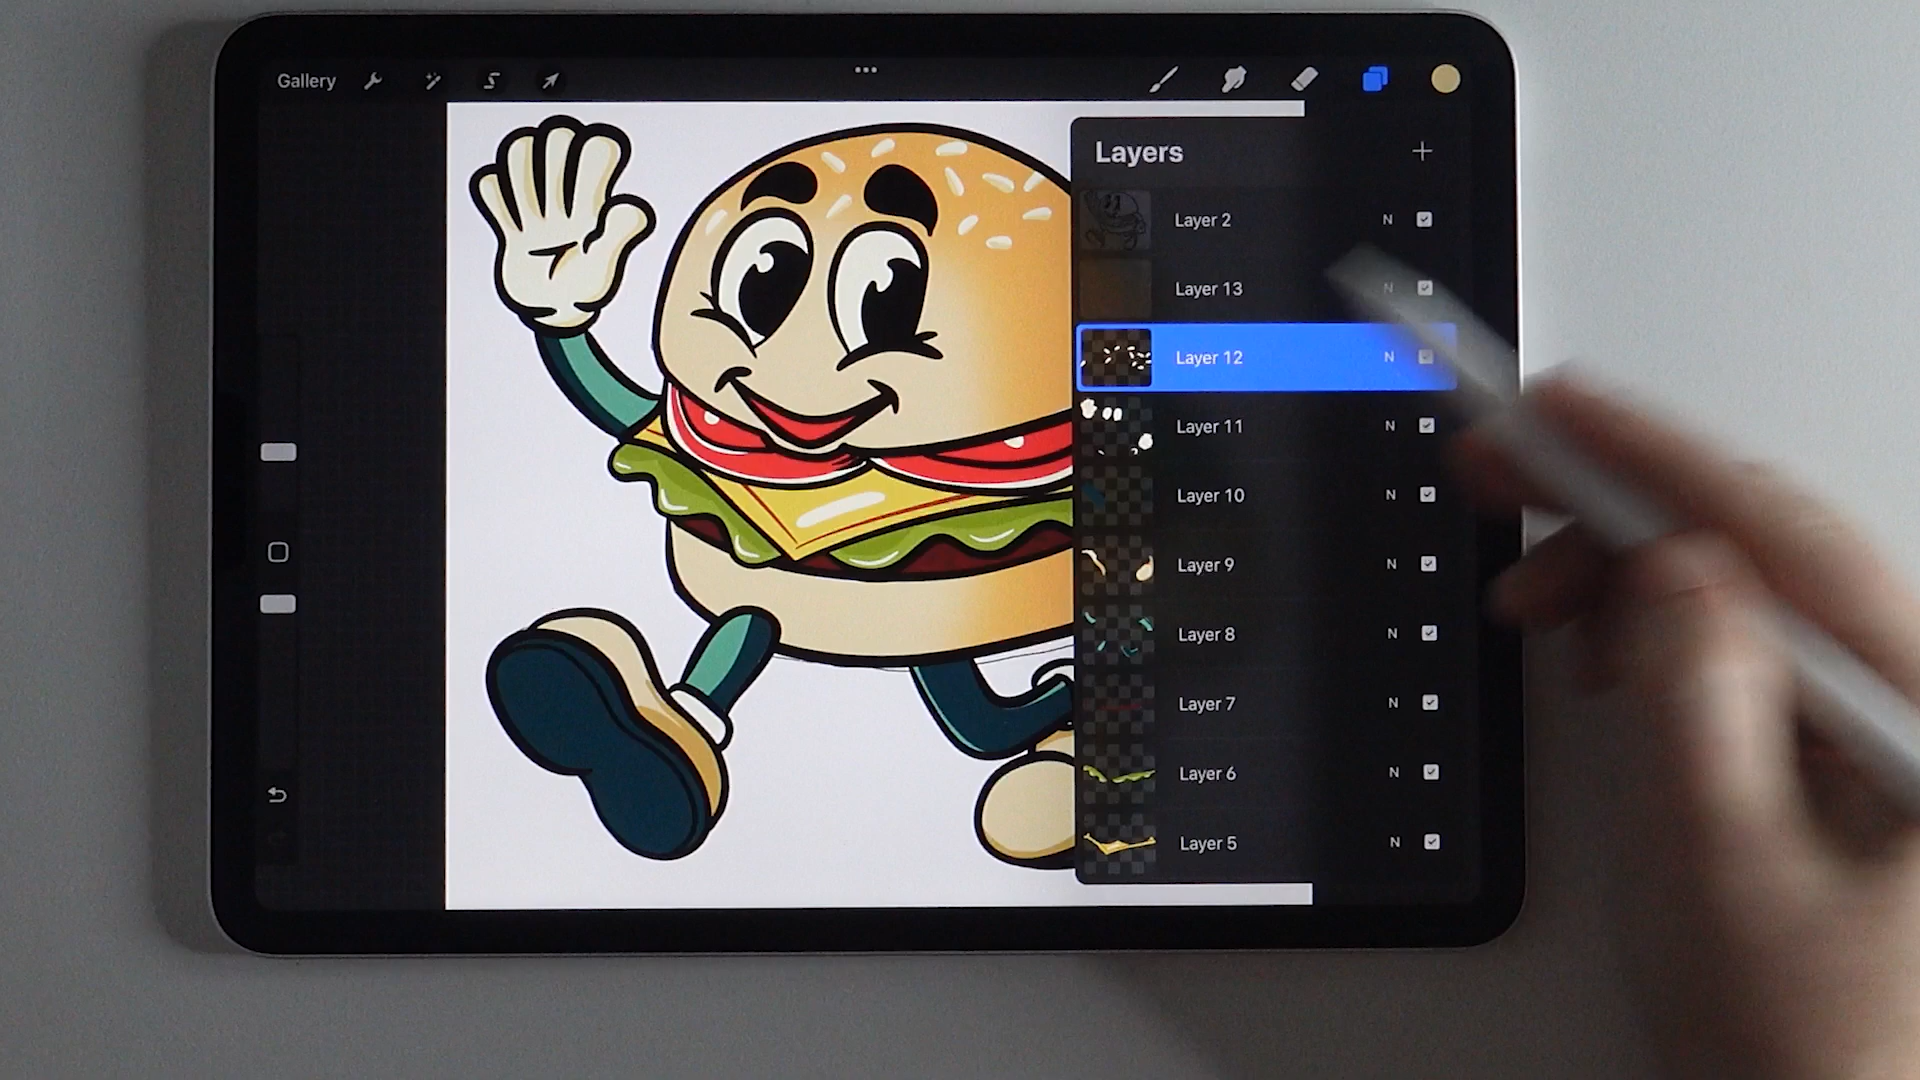 Gallery
Layers
Layer 2 N
Layer 13 N
Layer 12 N
Layer 11 N
Layer 10 N
Layer 9 N
Layer 8 N
Layer 7 N
Layer 6 N
Layer 5 N